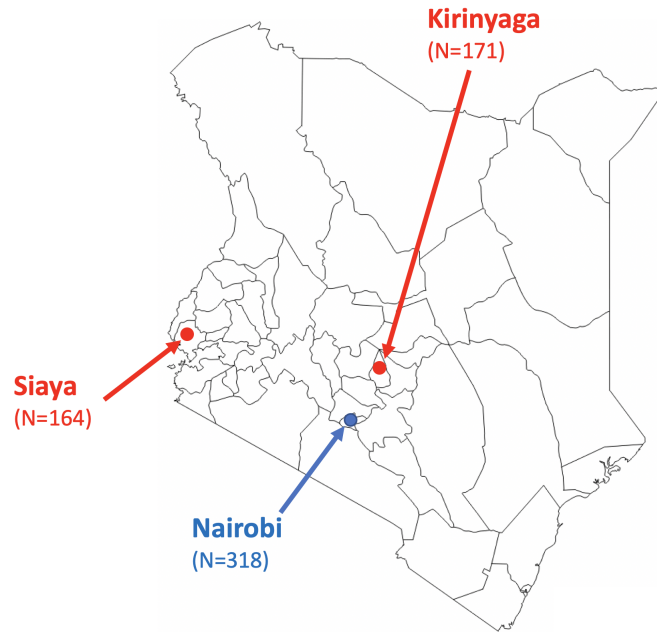 Kirinyaga
(N=171)
Siaya
(N=164)
Nairobi
(N=318)